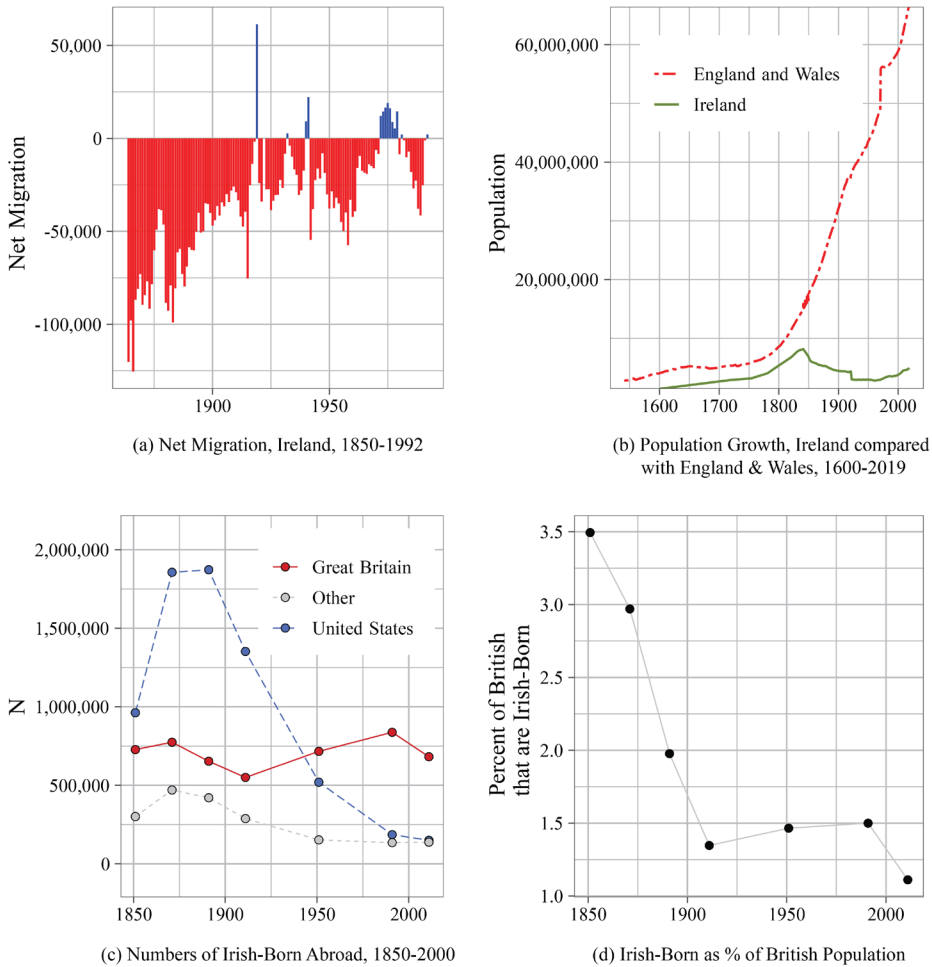 50,000
0
-50,000
-100,000
Net Migration
1900
1950
(a) Net Migration, Ireland, 1850-1992
60,000,000
40,000,000
20,000,000
Population
England and Wales
Ireland
1600
1700
1800
1900
2000
(b) Population Growth, Ireland compared
with England & Wales, 1600-2019
2,000,000
1,500,000
1,000,000
500,000
0
N
Great Britain
Other
United States
1850
1900
1950
2000
(c) Numbers of Irish-Born Abroad, 1850-2000
3.5
3.0
2.5
2.0
1.5
1.0
Percent of British
that are Irish-Born
1850
1900
1950
2000
(d) Irish-Born as % of British Population